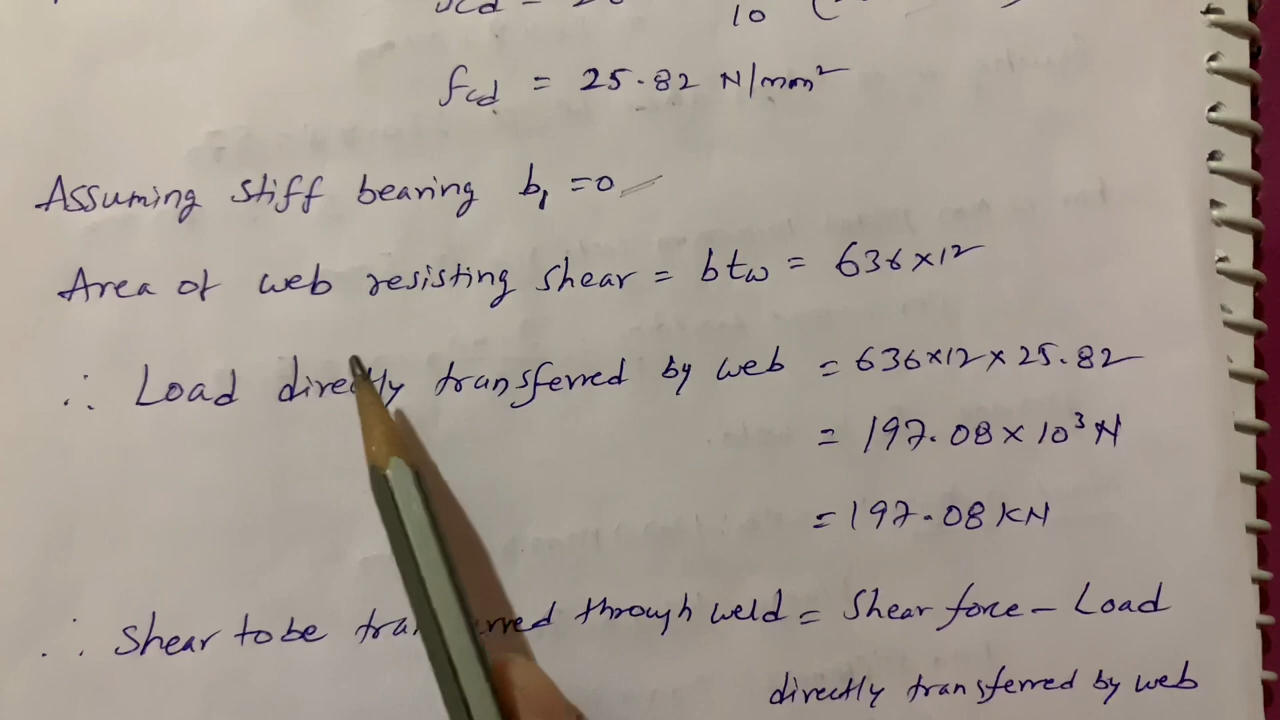 fcd = 25.82 N/mm²
Assuming stiff bearing b₁ = 0
Area of web resisting shear = btw = 636×12
∴ Load directly transferred by web = 636×12×25.82
= 197.08×10³ N
= 197.08 KN
∴ Shear to be through weld = Shear force - Load
directly transferred by web